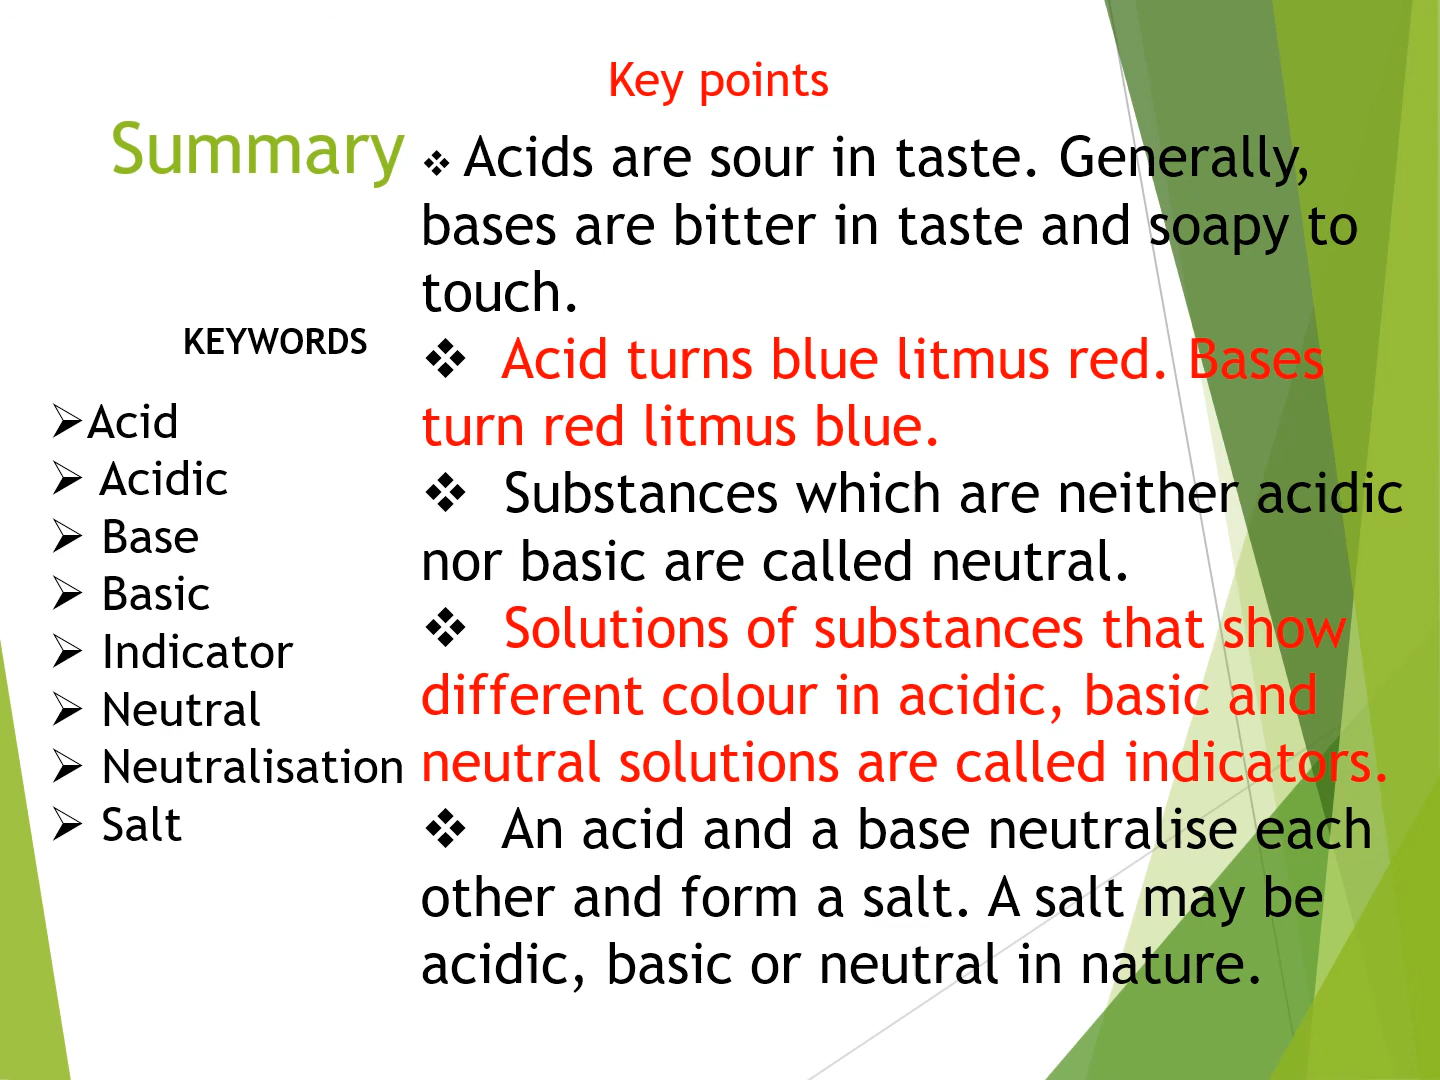 Key points
Summary
❖ Acids are sour in taste. Generally,
bases are bitter in taste and soapy to
touch.
❖ Acid turns blue litmus red. Bases
turn red litmus blue.
❖ Substances which are neither acidic
nor basic are called neutral.
❖ Solutions of substances that show
different colour in acidic, basic and
neutral solutions are called indicators.
❖ An acid and a base neutralise each
other and form a salt. A salt may be
acidic, basic or neutral in nature.
KEYWORDS
➢Acid
➢ Acidic
➢ Base
➢ Basic
➢ Indicator
➢ Neutral
➢ Neutralisation
➢ Salt